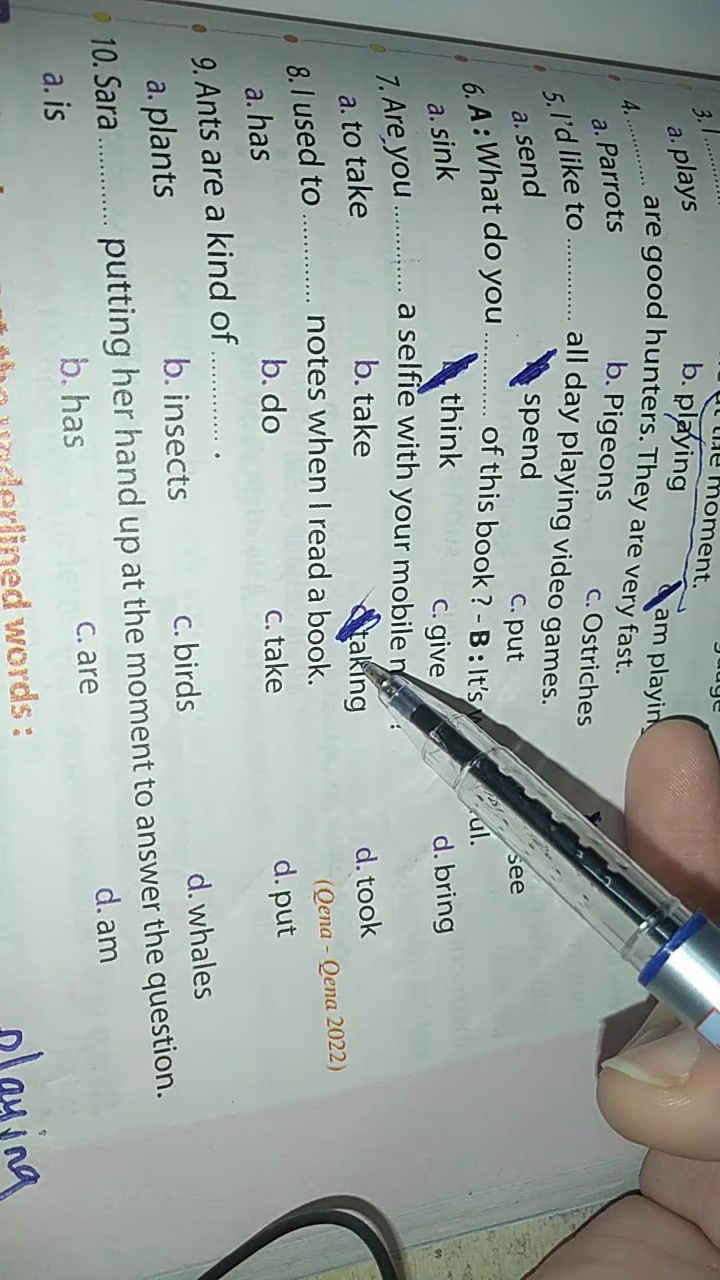 the moment.
3. I ...........
a. plays b. playing am playin
4. ........... are good hunters. They are very fast.
a. Parrots b. Pigeons c. Ostriches
5. I'd like to ........... all day playing video games.
a. send spend c. put see
6. A : What do you ........... of this book ? - B : It's ul.
a. sink think c. give d. bring
7. Are you ........... a selfie with your mobile
a. to take b. take taking d. took
8. I used to ........... notes when I read a book. (Qena - Qena 2022)
a. has b. do c. take d. put
9. Ants are a kind of ........... .
a. plants b. insects c. birds d. whales
10. Sara ........... putting her hand up at the moment to answer the question.
a. is b. has c. are d. am
underlined words :
playing